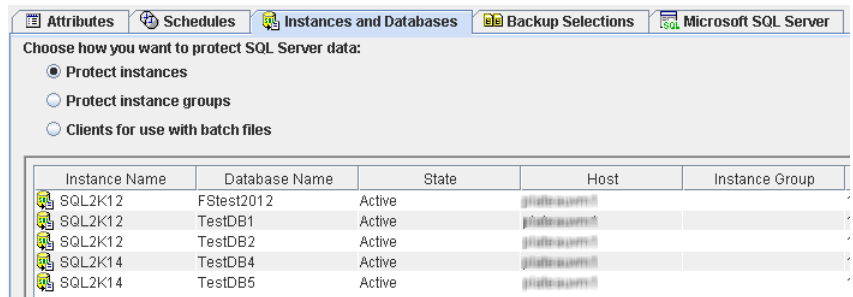 Attributes Schedules Instances and Databases Backup Selections Microsoft SQL Server
Choose how you want to protect SQL Server data:
Protect instances
Protect instance groups
Clients for use with batch files
Instance Name Database Name State Host Instance Group
SQL2K12 FStest2012 Active
SQL2K12 TestDB1 Active
SQL2K12 TestDB2 Active
SQL2K14 TestDB4 Active
SQL2K14 TestDB5 Active